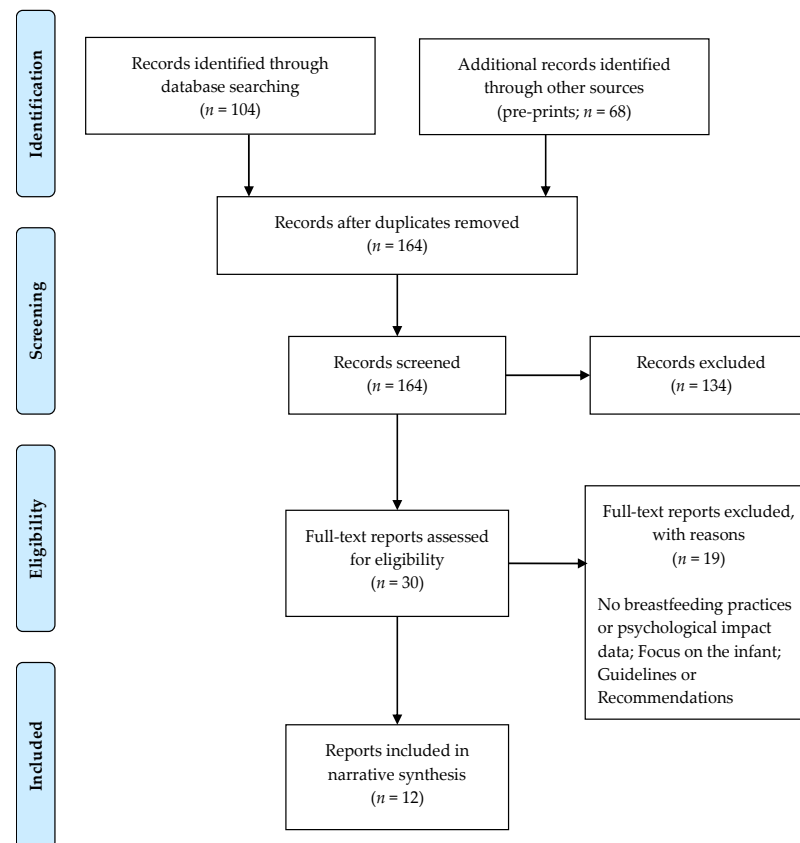 Identification
Records identified through
database searching
(n = 104)
Additional records identified
through other sources
(pre-prints; n = 68)
Records after duplicates removed
(n = 164)
Screening
Records screened
(n = 164)
Records excluded
(n = 134)
Eligibility
Full-text reports assessed
for eligibility
(n = 30)
Full-text reports excluded,
with reasons
(n = 19)
No breastfeeding practices
or psychological impact
data; Focus on the infant;
Guidelines or
Recommendations
Included
Reports included in
narrative synthesis
(n = 12)